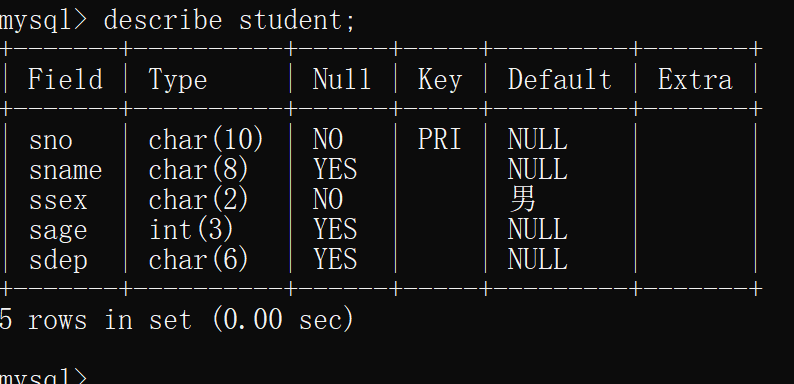 mysql> describe student;
+--------+----------+------+-----+---------+-------+
| Field | Type | Null | Key | Default | Extra |
+--------+----------+------+-----+---------+-------+
| sno | char(10) | NO | PRI | NULL | |
| sname | char(8) | YES | | NULL | |
| ssex | char(2) | NO | | 男 | |
| sage | int(3) | YES | | NULL | |
| sdep | char(6) | YES | | NULL | |
+--------+----------+------+-----+---------+-------+
5 rows in set (0.00 sec)
mysql>